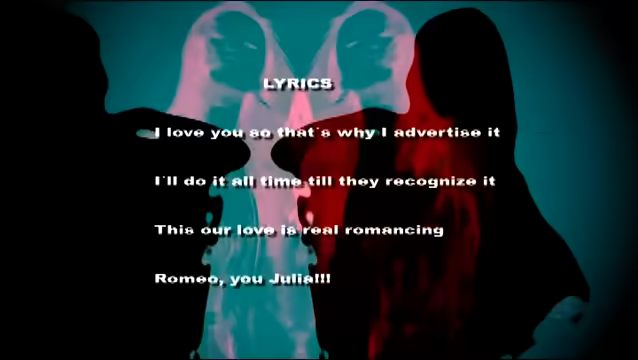 LYRICS
I love you so that's why I advertise it
I'll do it all time till they recognize it
This our love is real romancing
Romeo, you Julia!!!